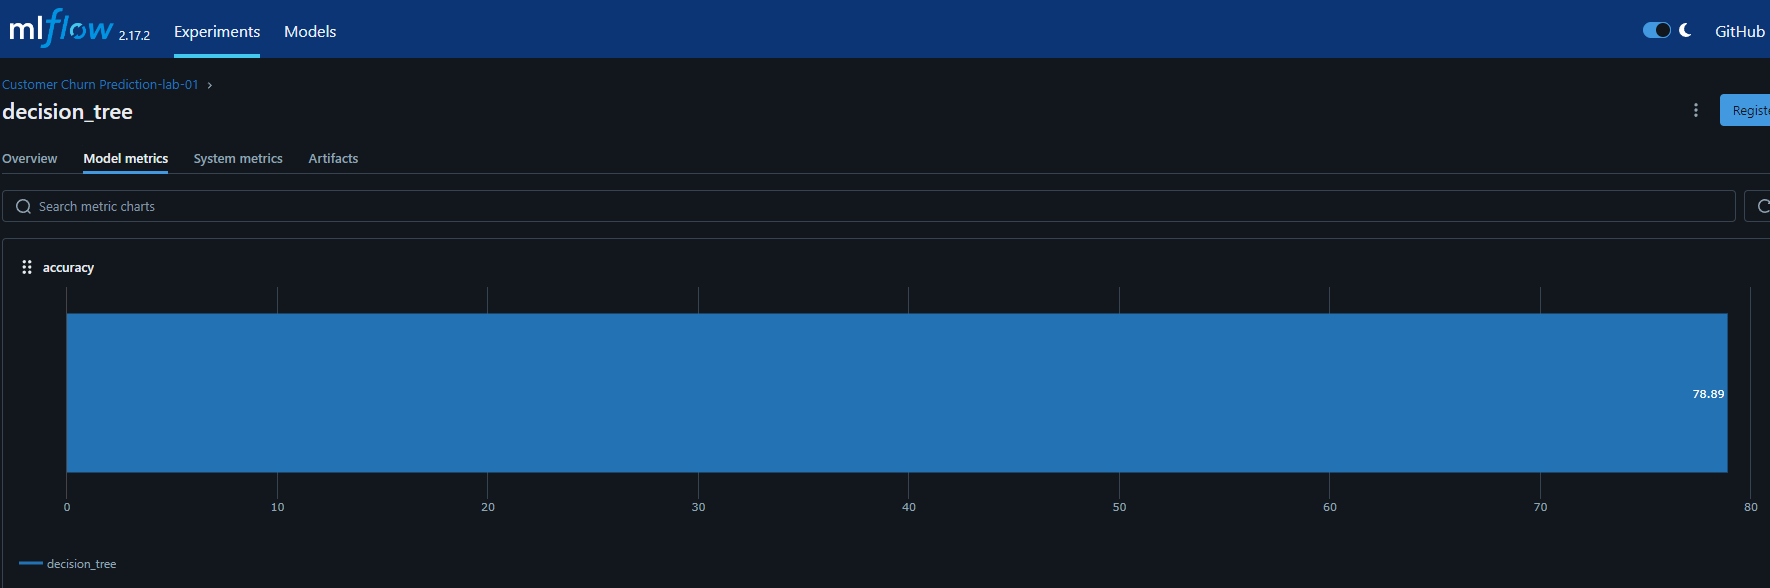 mlflow 2.17.2 Experiments Models GitHub
Customer Churn Prediction-lab-01 ›
decision_tree
Registe
Overview Model metrics System metrics Artifacts
Search metric charts
accuracy
78.89
0 10 20 30 40 50 60 70 80
decision_tree